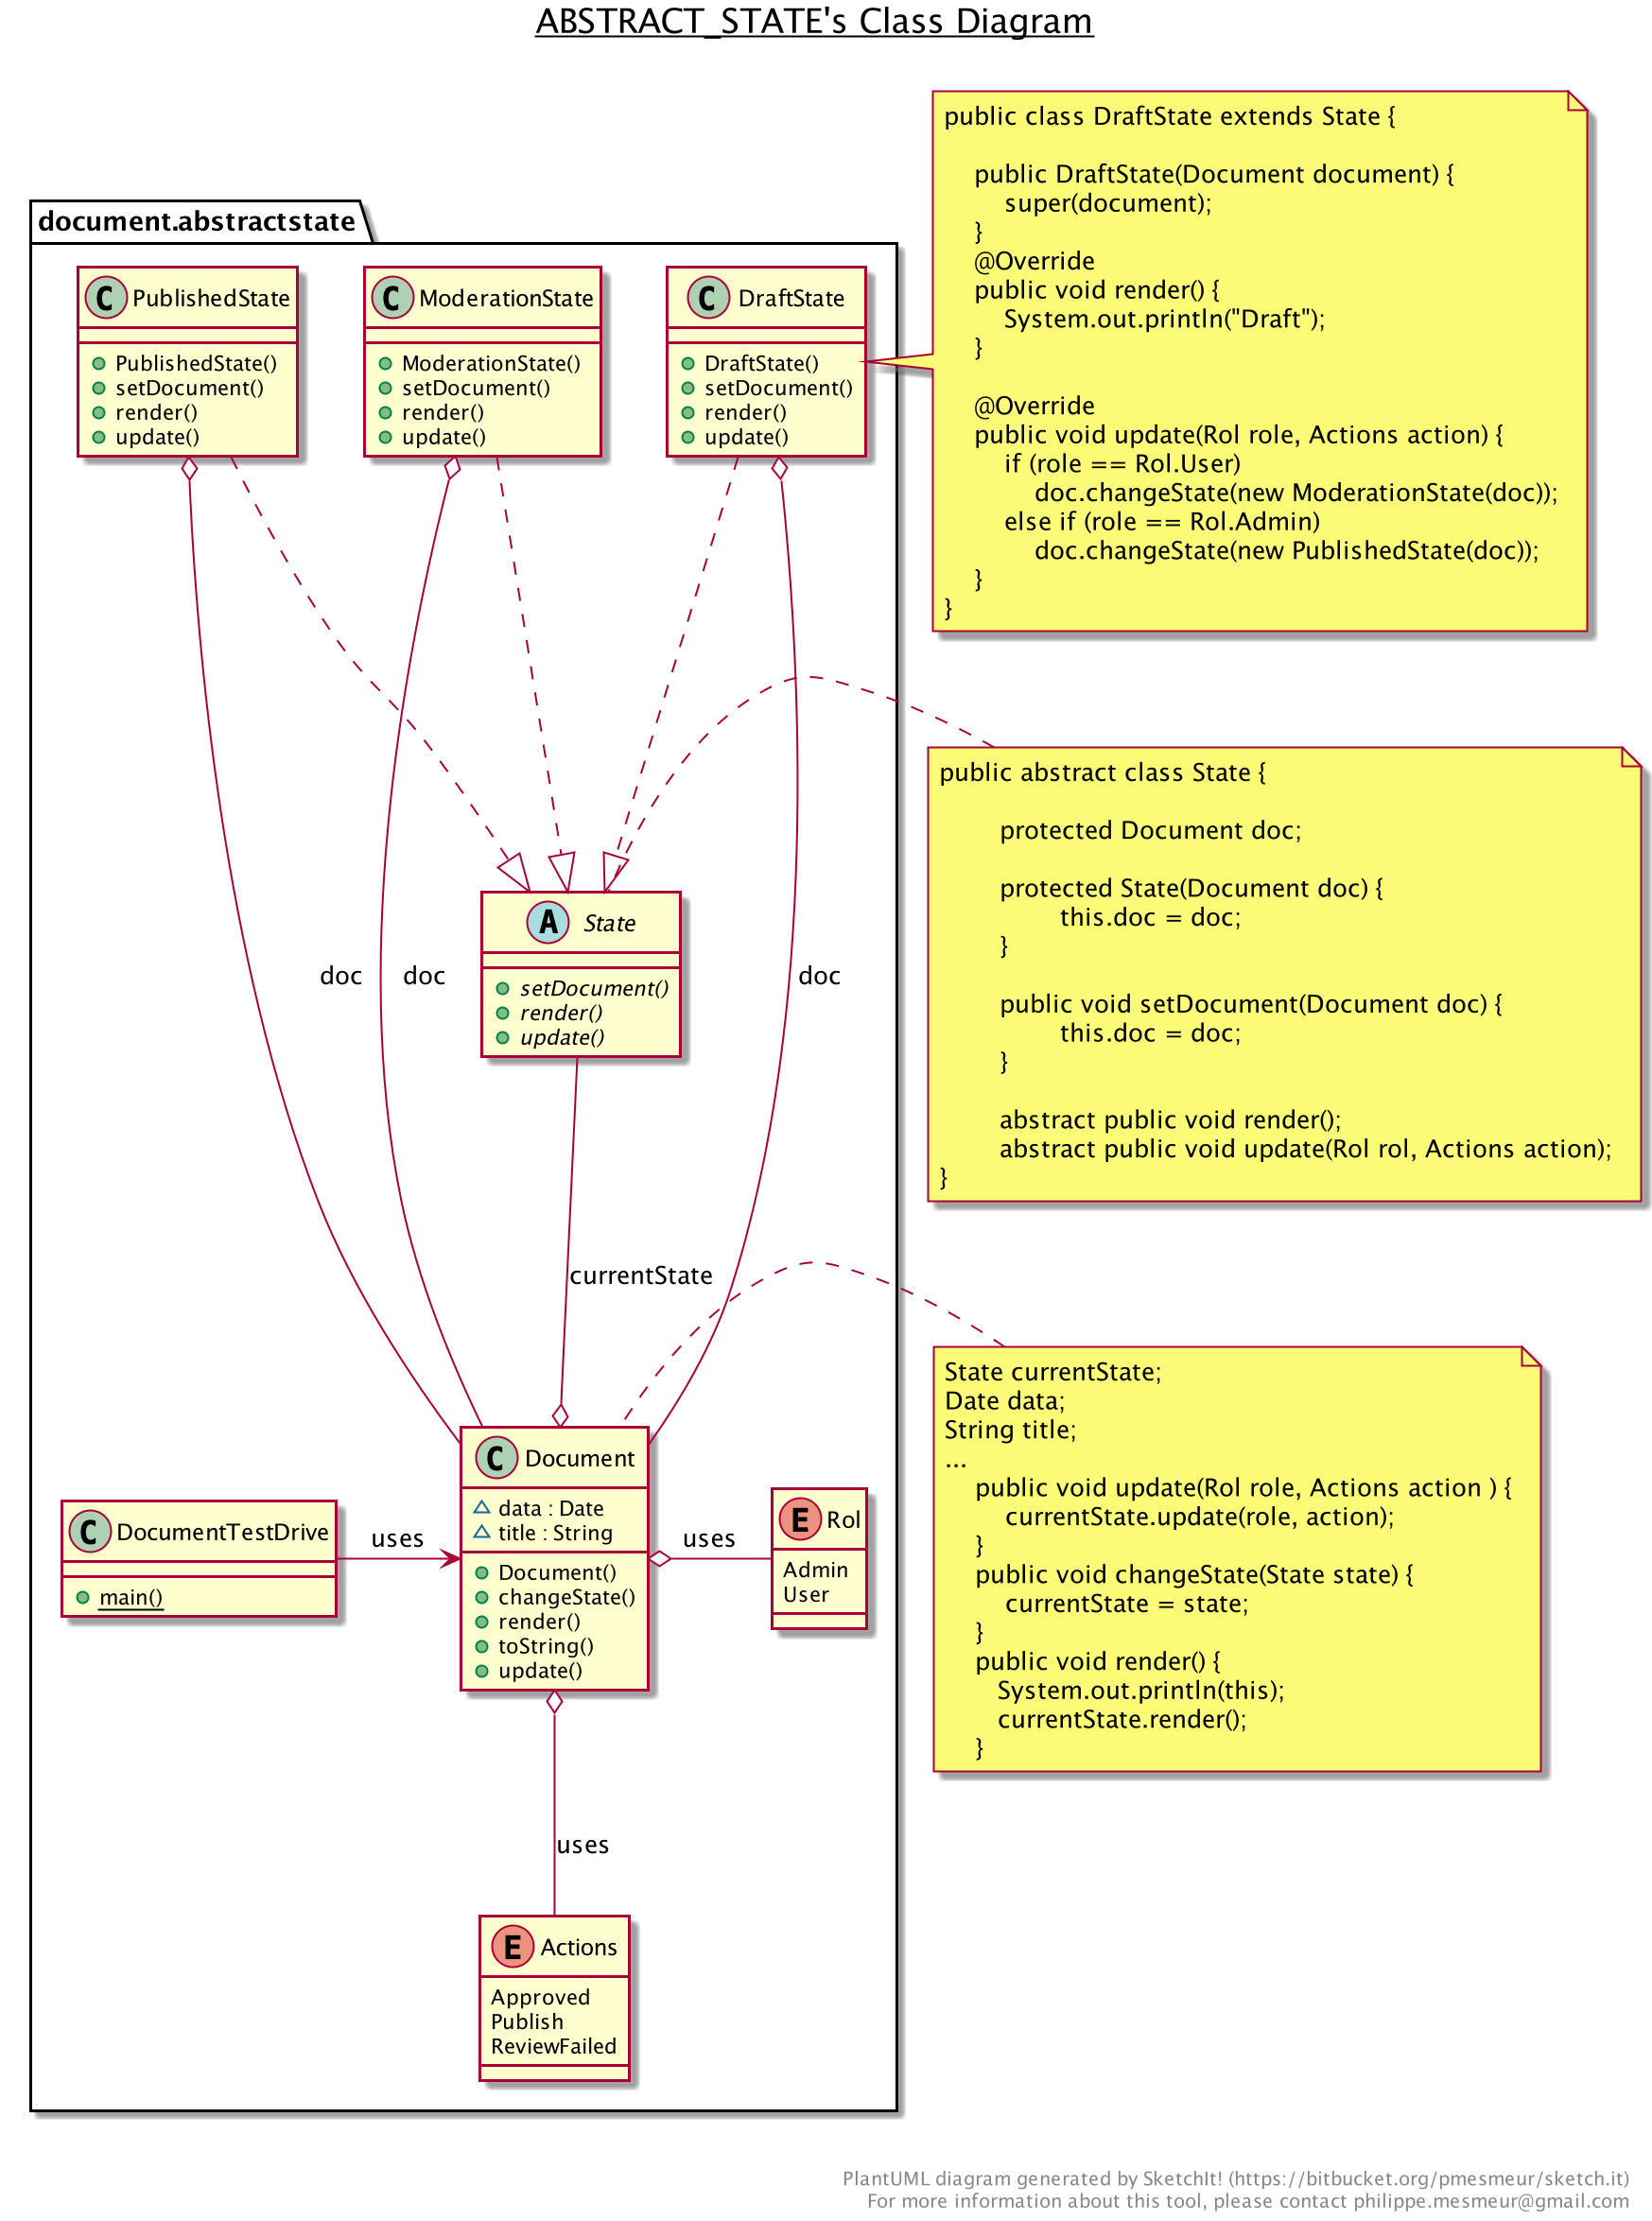 ABSTRACT_STATE's Class Diagram
document.abstractstate
C PublishedState
PublishedState()
setDocument()
render()
update()
C ModerationState
ModerationState()
setDocument()
render()
update()
C DraftState
DraftState()
setDocument()
render()
update()
public class DraftState extends State {
public DraftState(Document document) {
super(document);
}
@Override
public void render() {
System.out.println("Draft");
}
@Override
public void update(Rol role, Actions action) {
if (role == Rol.User)
doc.changeState(new ModerationState(doc));
else if (role == Rol.Admin)
doc.changeState(new PublishedState(doc));
}
}
A State
setDocument()
render()
update()
doc
doc
doc
public abstract class State {
protected Document doc;
protected State(Document doc) {
this.doc = doc;
}
public void setDocument(Document doc) {
this.doc = doc;
}
abstract public void render();
abstract public void update(Rol rol, Actions action);
}
currentState
C DocumentTestDrive
main()
uses
C Document
data : Date
title : String
Document()
changeState()
render()
toString()
update()
uses
E Rol
Admin
User
State currentState;
Date data;
String title;
...
public void update(Rol role, Actions action ) {
currentState.update(role, action);
}
public void changeState(State state) {
currentState = state;
}
public void render() {
System.out.println(this);
currentState.render();
}
uses
E Actions
Approved
Publish
ReviewFailed
PlantUML diagram generated by SketchIt! (https://bitbucket.org/pmesmeur/sketch.it)
For more information about this tool, please contact philippe.mesmeur@gmail.com